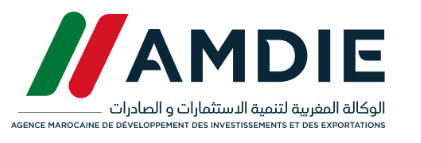 AMDIE
الوكالة المغربية لتنمية الاستثمارات و الصادرات
AGENCE MAROCAINE DE DÉVELOPPEMENT DES INVESTISSEMENTS ET DES EXPORTATIONS